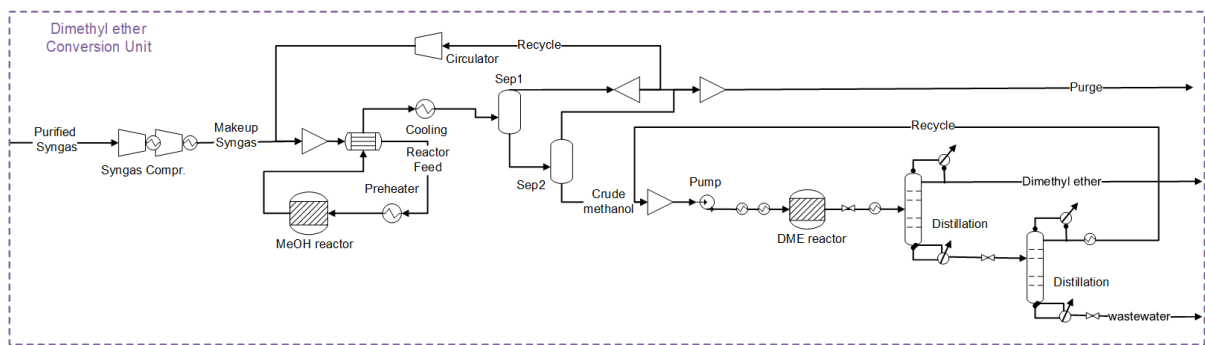 Dimethyl ether
Conversion Unit
Recycle
Circulator
Sep1
Purge
Purified
Syngas
Makeup
Syngas
Cooling
Recycle
Reactor
Feed
Syngas Compr.
Sep2
Preheater
Crude
methanol
Pump
Dimethyl ether
Distillation
MeOH reactor
DME reactor
Distillation
wastewater